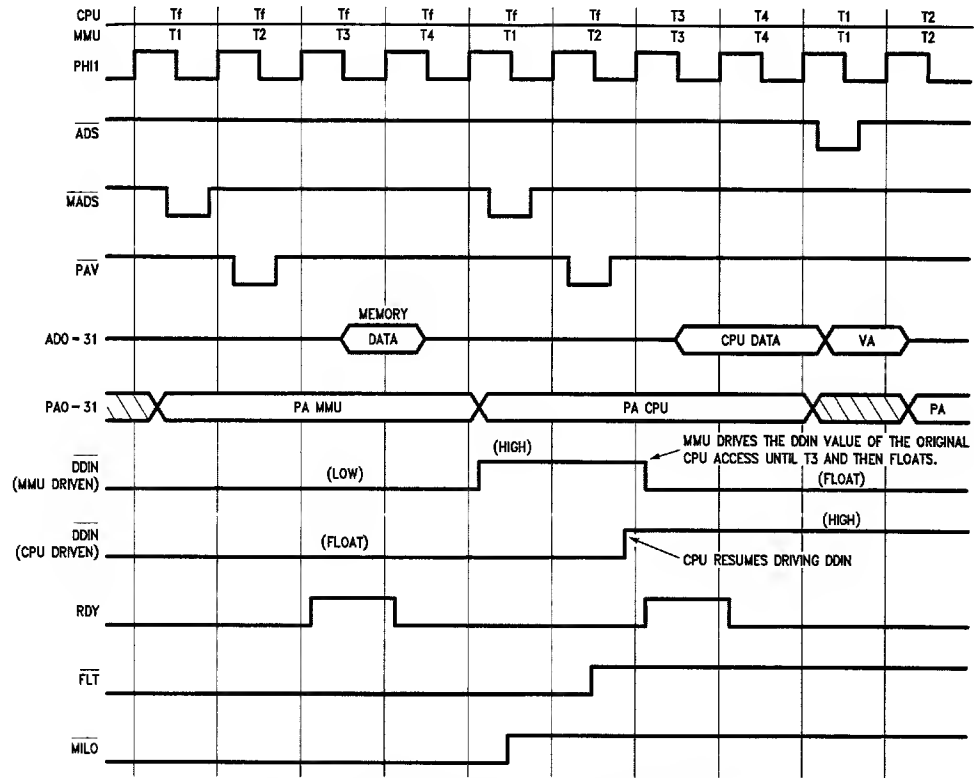 CPU Tf Tf Tf Tf Tf Tf T3 T4 T1 T2
MMU T1 T2 T3 T4 T1 T2 T3 T4 T1 T2
PHI1
ADS
MADS
PAV
MEMORY
AD0-31 DATA CPU DATA VA
PA0-31 PA MMU PA CPU PA
MMU DRIVES THE DDIN VALUE OF THE ORIGINAL
CPU ACCESS UNTIL T3 AND THEN FLOATS.
(HIGH)
DDIN
(MMU DRIVEN) (LOW) (FLOAT)
DDIN (HIGH)
(CPU DRIVEN) (FLOAT)
CPU RESUMES DRIVING DDIN
RDY
FLT
MILO